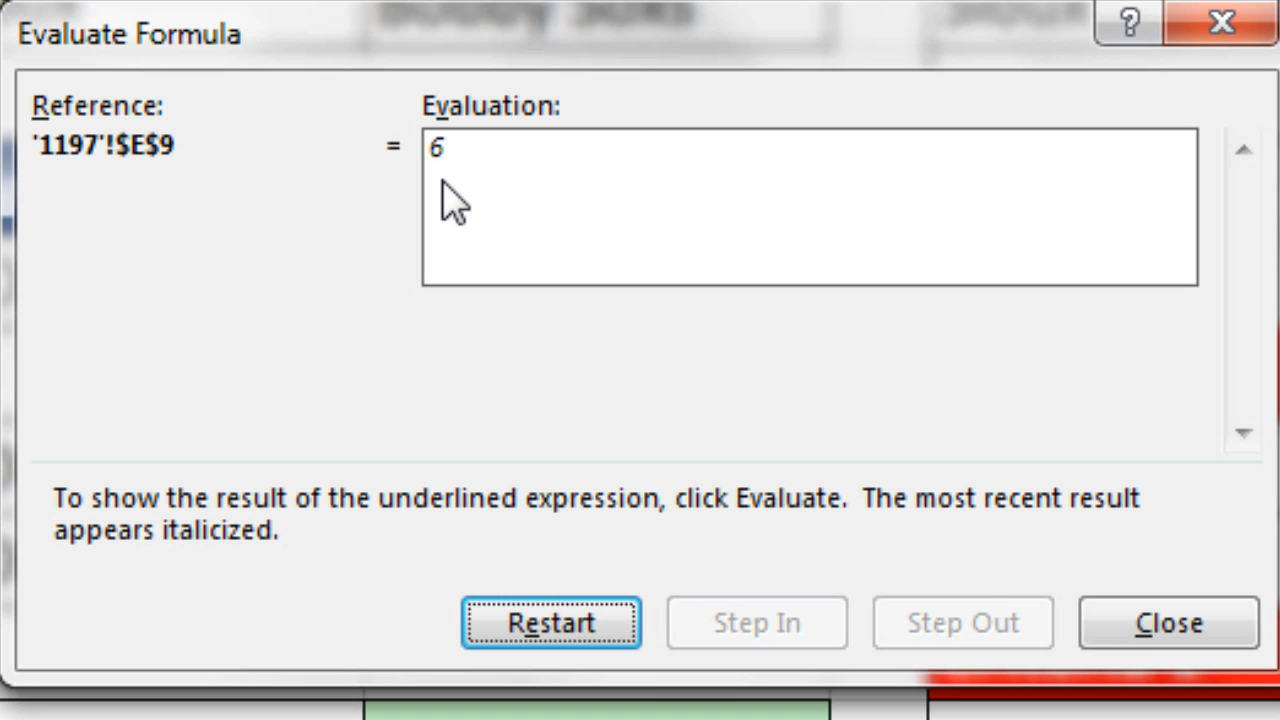 Evaluate Formula
?
Reference:
Evaluation:
'1197'!$E$9
=
6
To show the result of the underlined expression, click Evaluate.  The most recent result
appears italicized.
Restart
Step In
Step Out
Close